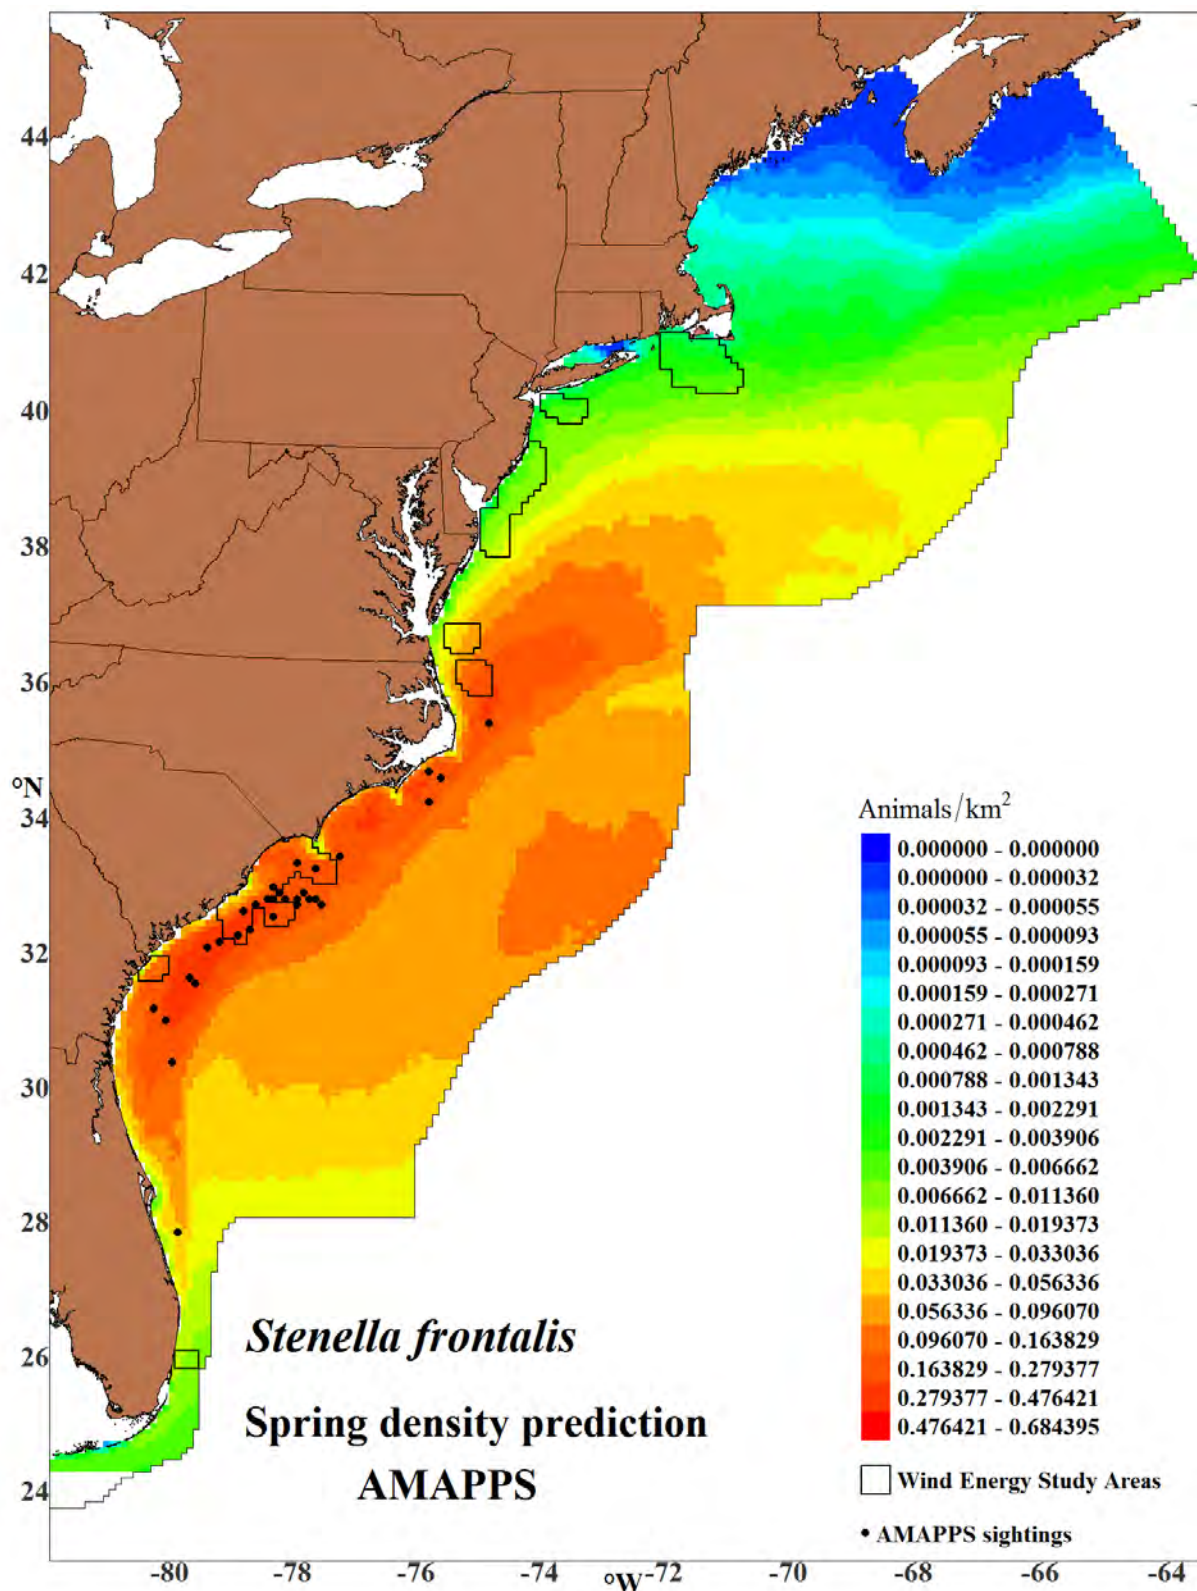 44
42
40
38
36
°N
34
32
30
28
26
24
-80
-78
-76
-74
-72
°W
-70
-68
-66
-64
Stenella frontalis
Spring density prediction
AMAPPS
Animals/km²
0.000000 - 0.000000
0.000000 - 0.000032
0.000032 - 0.000055
0.000055 - 0.000093
0.000093 - 0.000159
0.000159 - 0.000271
0.000271 - 0.000462
0.000462 - 0.000788
0.000788 - 0.001343
0.001343 - 0.002291
0.002291 - 0.003906
0.003906 - 0.006662
0.006662 - 0.011360
0.011360 - 0.019373
0.019373 - 0.033036
0.033036 - 0.056336
0.056336 - 0.096070
0.096070 - 0.163829
0.163829 - 0.279377
0.279377 - 0.476421
0.476421 - 0.684395
Wind Energy Study Areas
AMAPPS sightings